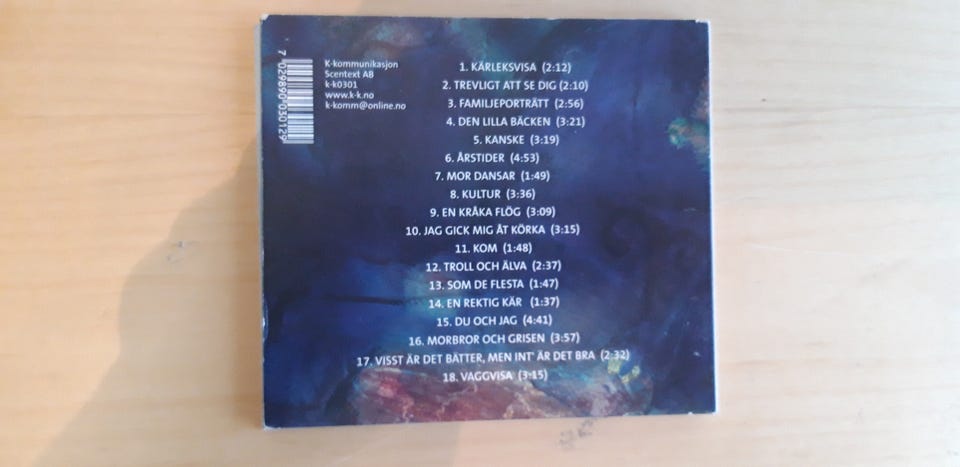 7 029890 030129
K-kommunikasjon
Scentext AB
k-k0301
www.k-k.no
k-komm@online.no
1. KÄRLEKSVISA (2:12)
2. TREVLIGT ATT SE DIG (2:10)
3. FAMILJEPORTRÄTT (2:56)
4. DEN LILLA BÄCKEN (3:21)
5. KANSKE (3:19)
6. ÅRSTIDER (4:53)
7. MOR DANSAR (1:49)
8. KULTUR (3:36)
9. EN KRÅKA FLÖG (3:09)
10. JAG GICK MIG ÅT KÖRKA (3:15)
11. KOM (1:48)
12. TROLL OCH ÄLVA (2:37)
13. SOM DE FLESTA (1:47)
14. EN REKTIG KÄR (1:37)
15. DU OCH JAG (4:41)
16. MORBROR OCH GRISEN (3:57)
17. VISST ÄR DET BÄTTER, MEN INT' ÄR DET BRA (2:32)
18. VAGGVISA (3:15)